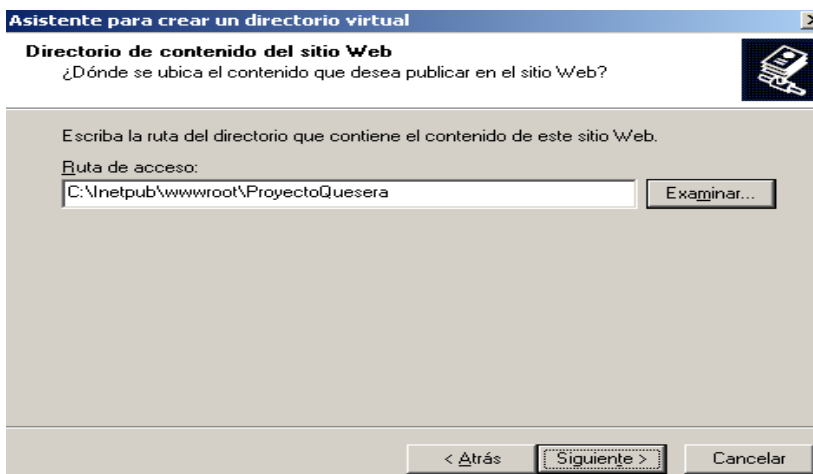 Asistente para crear un directorio virtual
Directorio de contenido del sitio Web
¿Dónde se ubica el contenido que desea publicar en el sitio Web?
Escriba la ruta del directorio que contiene el contenido de este sitio Web.
Ruta de acceso:
C:\Inetpub\wwwroot\ProyectoQuesera
Examinar...
< Atrás
Siguiente >
Cancelar